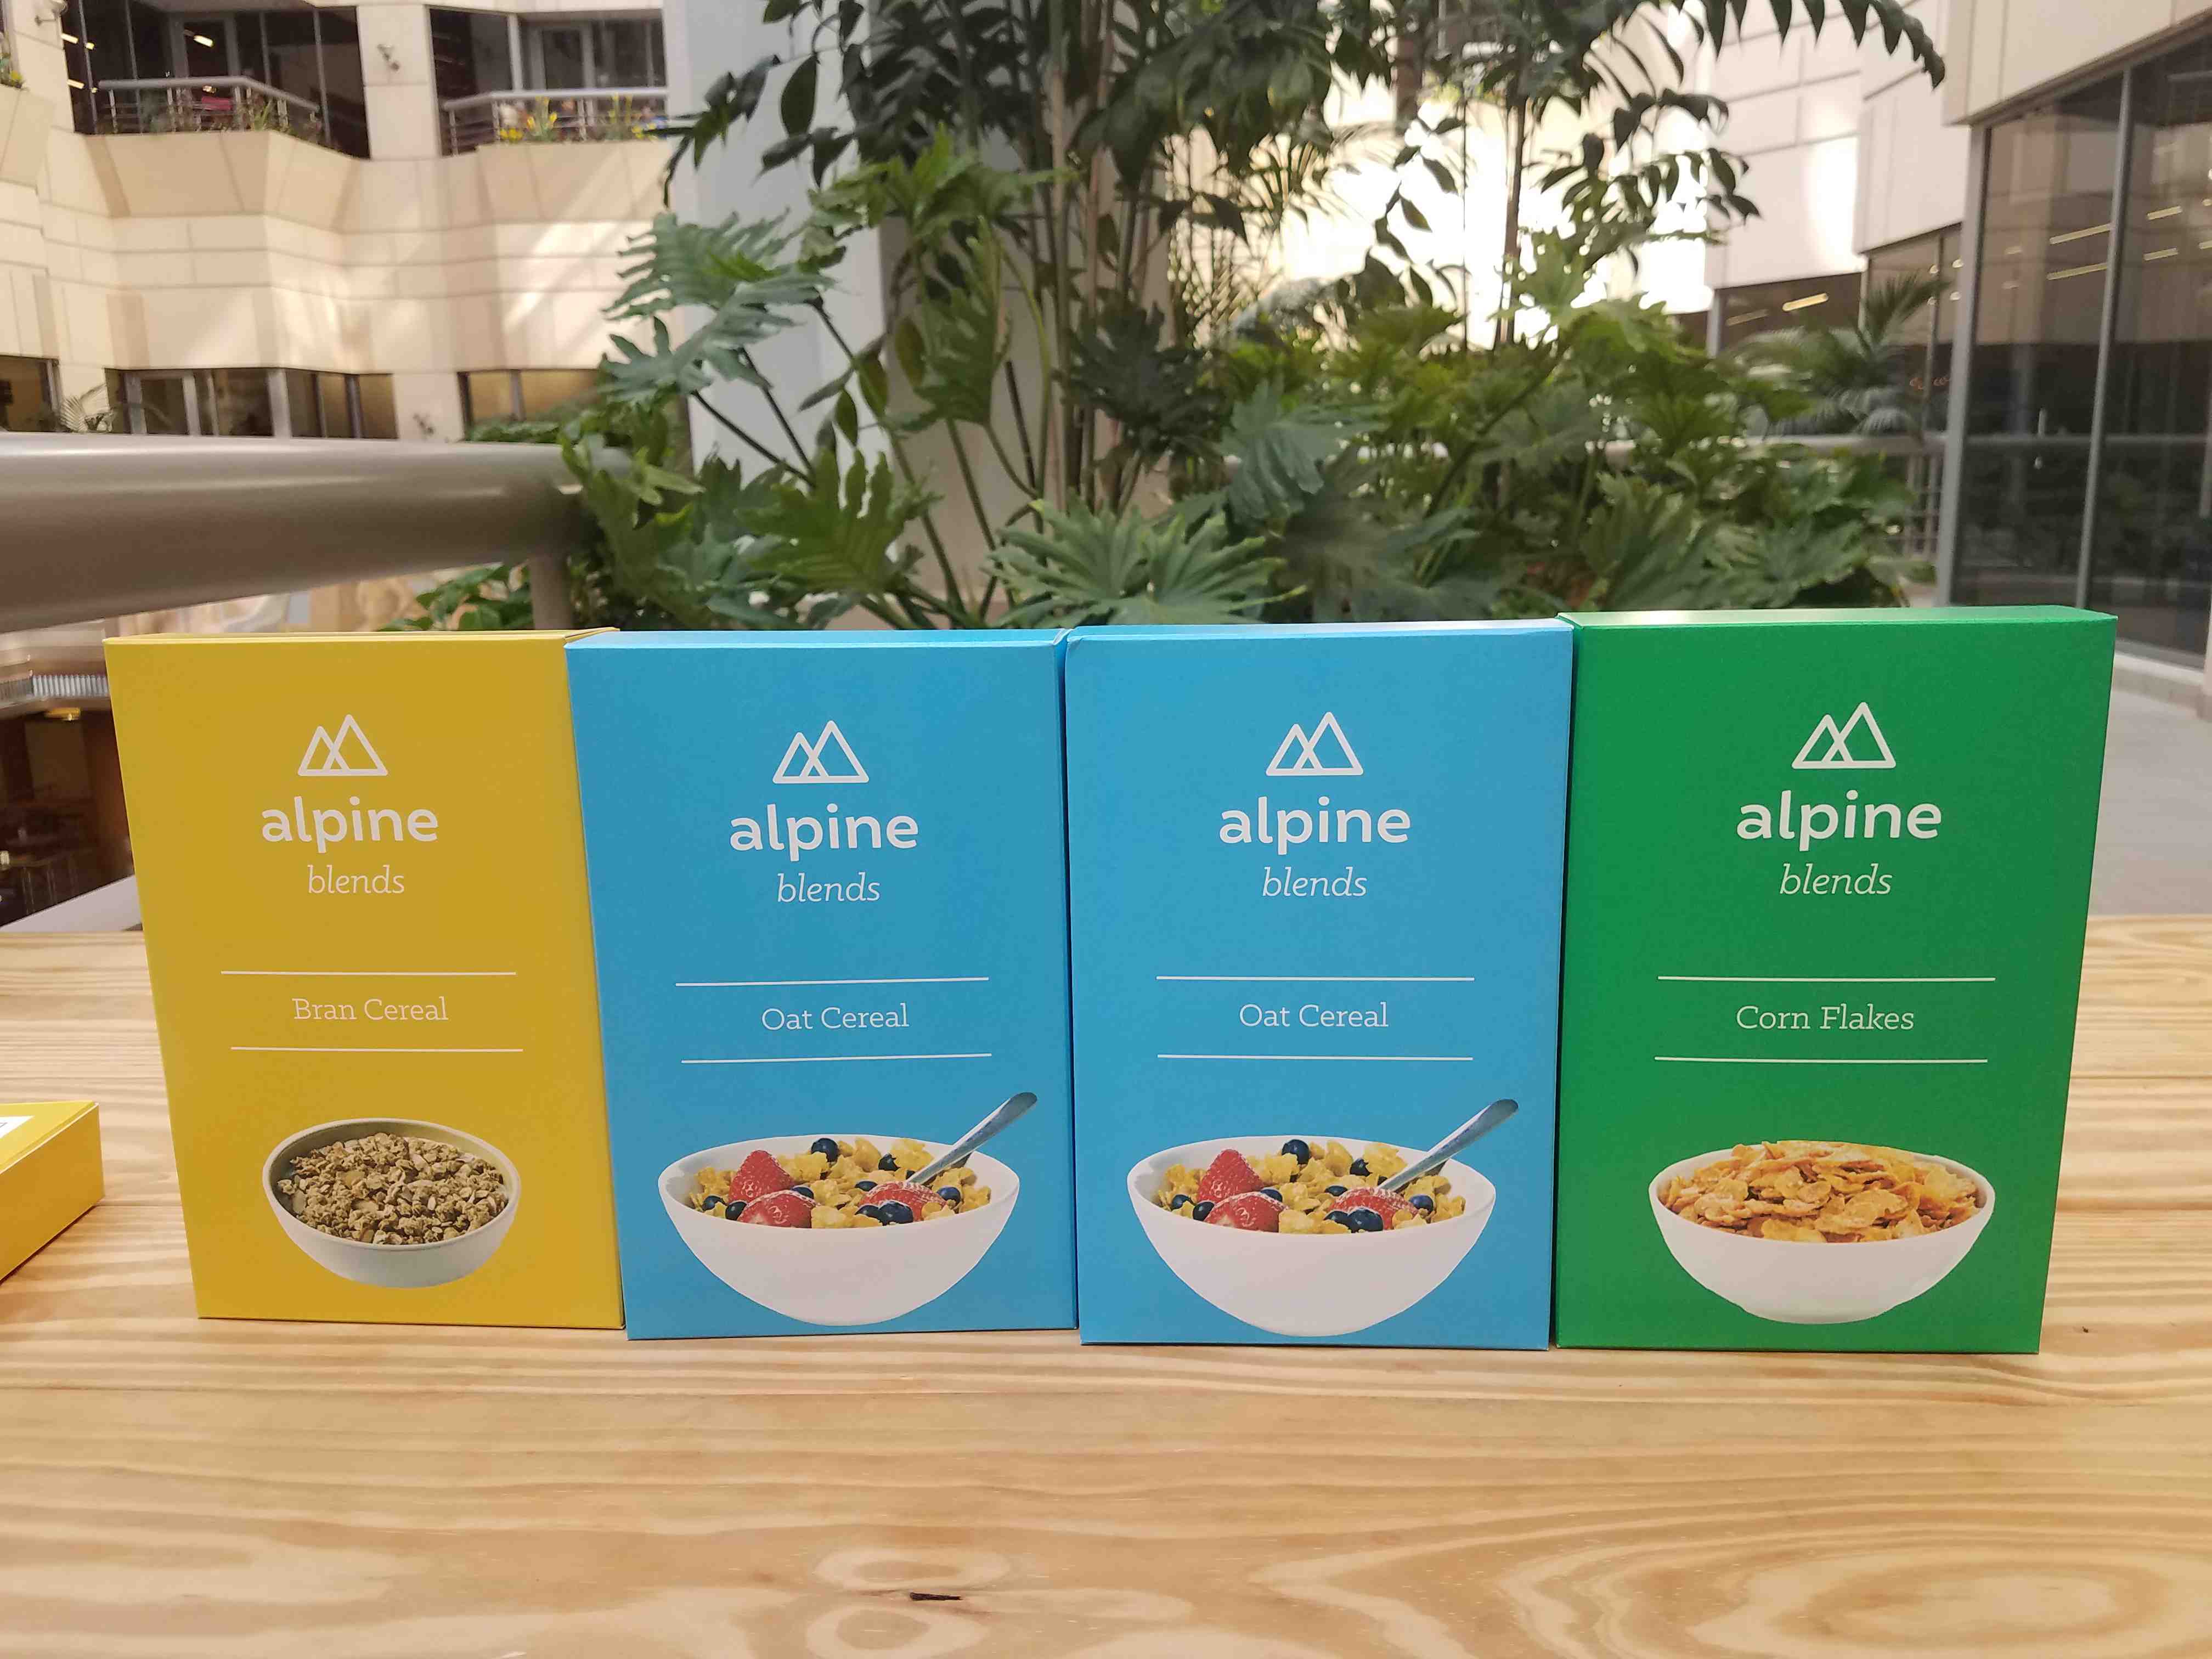 alpine
blends
Bran Cereal
alpine
blends
Oat Cereal
alpine
blends
Oat Cereal
alpine
blends
Corn Flakes